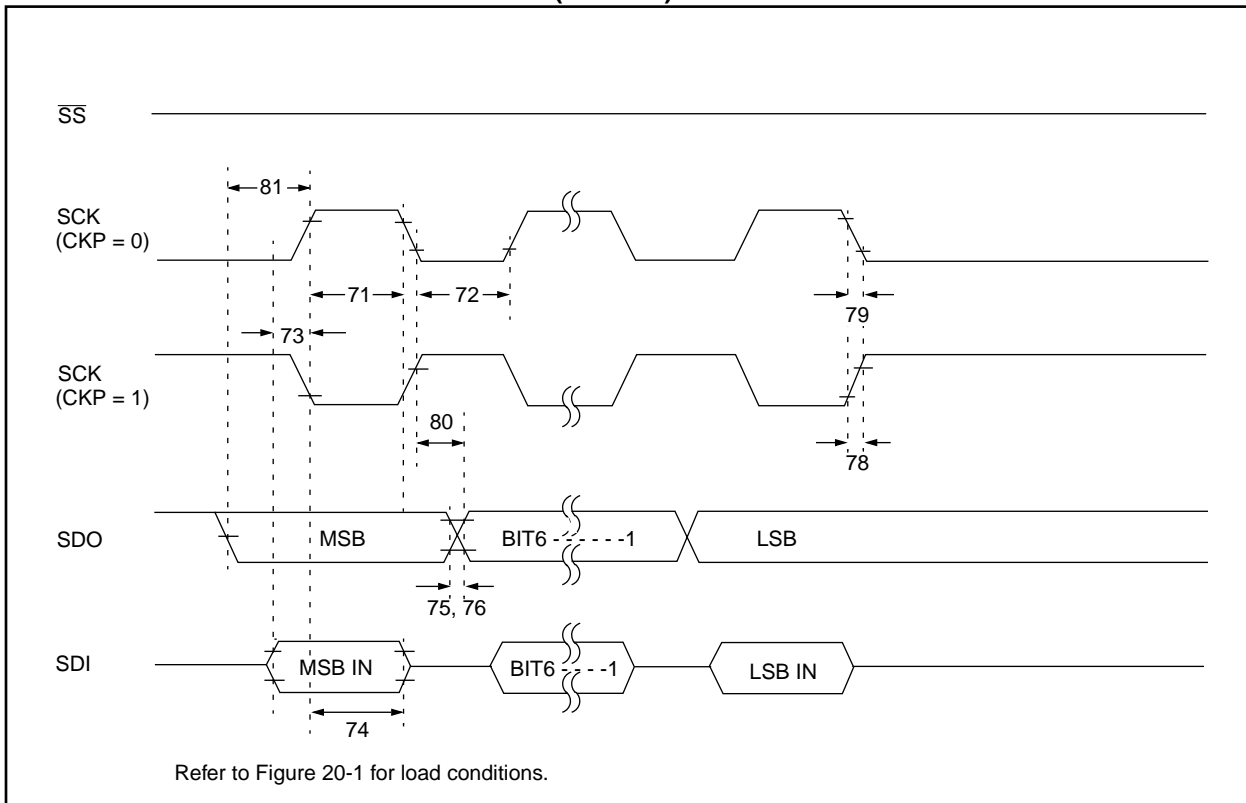 SS
81
SCK
(CKP = 0)
71
72
79
73
SCK
(CKP = 1)
80
78
SDO
MSB
BIT6 - - - - - -1
LSB
75, 76
SDI
MSB IN
BIT6 - - - - -1
LSB IN
74
Refer to Figure 20-1 for load conditions.